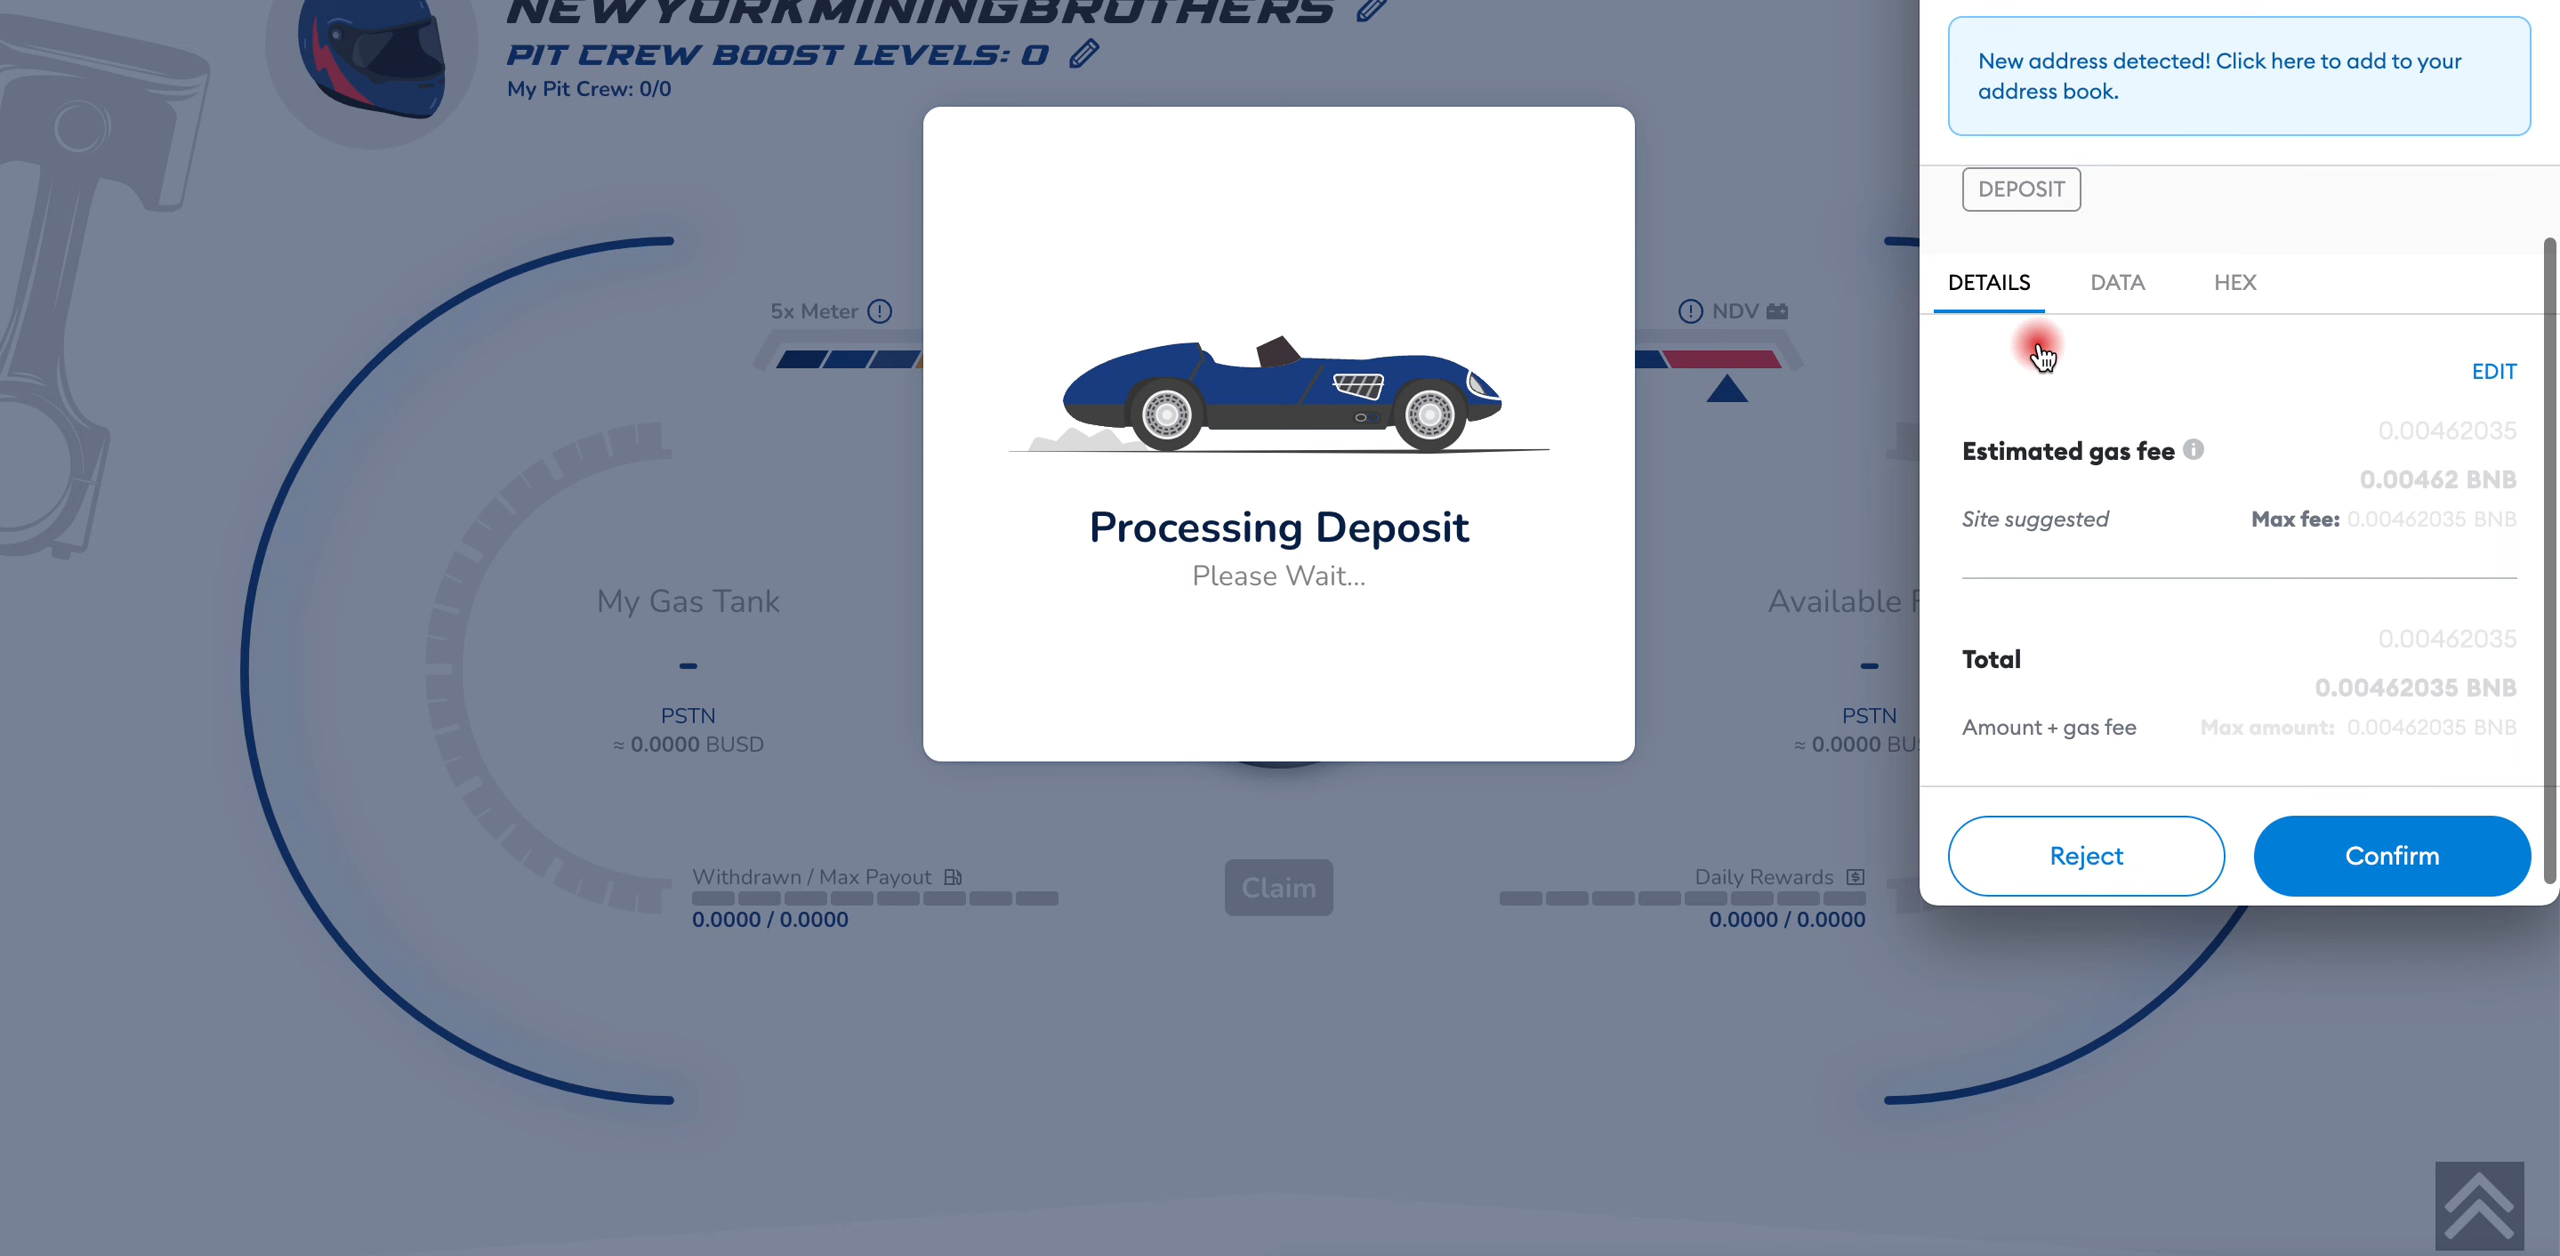 NEWYORKMININGBROTHERS
PIT CREW BOOST LEVELS: 0
My Pit Crew: 0/0
5x Meter
NDV
My Gas Tank
-
PSTN
≈ 0.0000 BUSD
Processing Deposit
Please Wait...
Available
-
PSTN
≈ 0.0000
Withdrawn / Max Payout
0.0000 / 0.0000
Claim
Daily Rewards
0.0000 / 0.0000
New address detected! Click here to add to your
address book.
DEPOSIT
DETAILS DATA HEX
EDIT
0.00462035
Estimated gas fee
0.00462 BNB
Site suggested Max fee: 0.00462035 BNB
0.00462035
Total
0.00462035 BNB
Amount + gas fee Max amount: 0.00462035 BNB
Reject Confirm